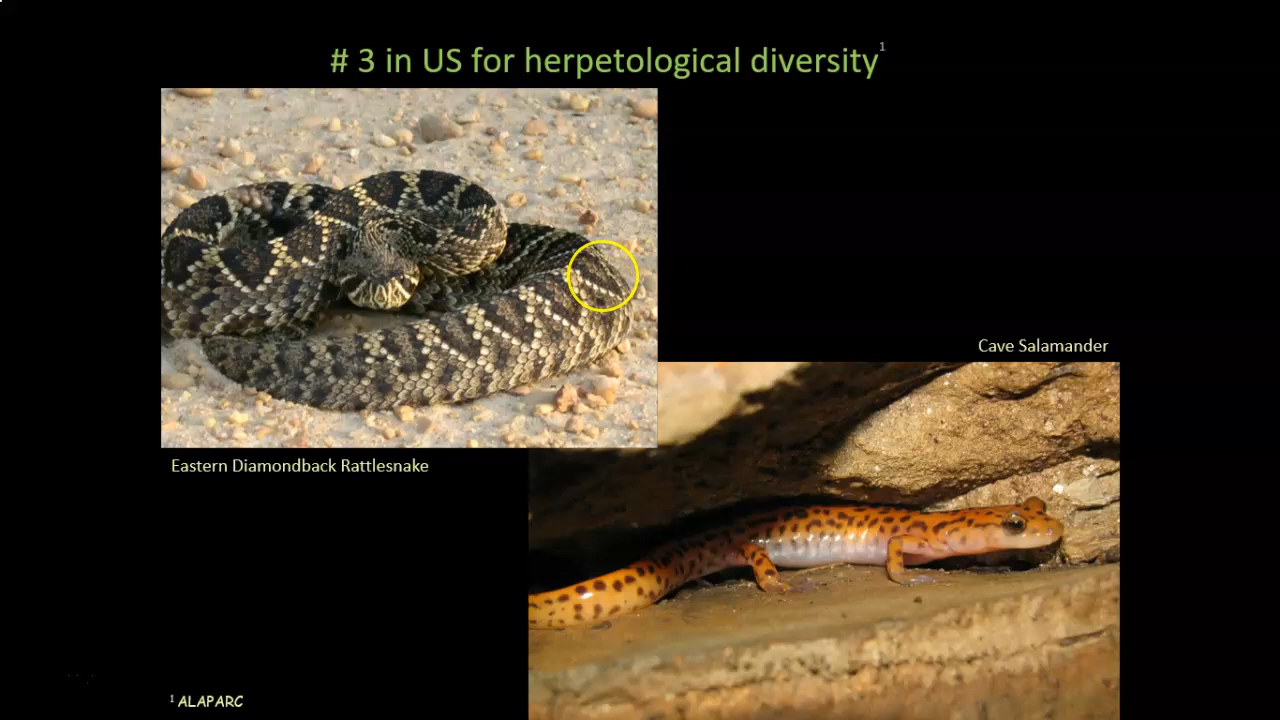 # 3 in US for herpetological diversity¹
Cave Salamander
Eastern Diamondback Rattlesnake
¹ ALAPARC